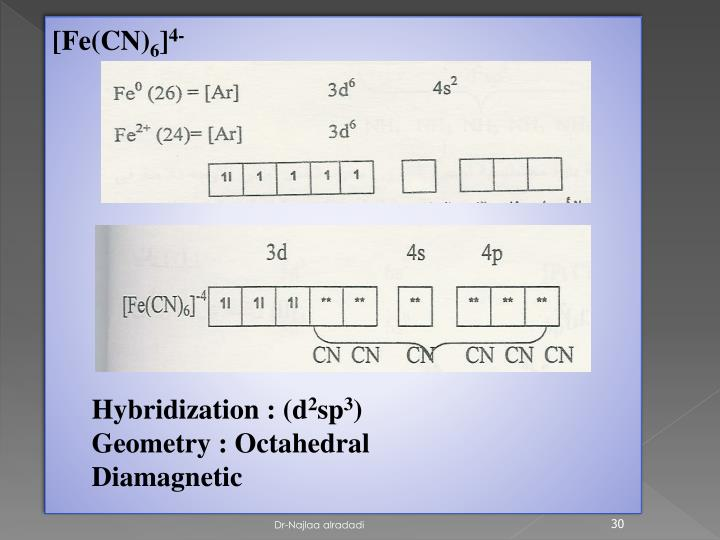 [Fe(CN)6]4-
Fe0 (26) = [Ar] 3d6 4s2
Fe2+ (24)= [Ar] 3d6
1l 1 1 1 1
3d 4s 4p
[Fe(CN)6]-4 1l 1l 1l ** ** ** ** ** **
CN CN CN CN CN CN
Hybridization : (d2sp3)
Geometry : Octahedral
Diamagnetic
Dr-Najlaa alradadi 30